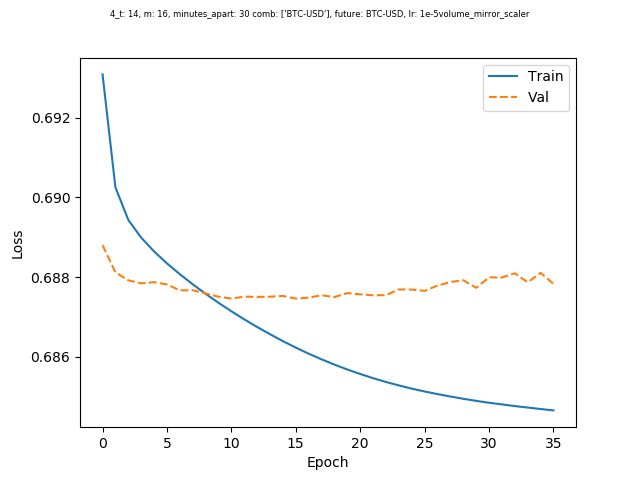 4_t: 14, m: 16, minutes_apart: 30 comb: ['BTC-USD'], future: BTC-USD, lr: 1e-5volume_mirror_scaler
Train
Val
0.692
0.690
0.688
0.686
Loss
0
5
10
15
20
25
30
35
Epoch